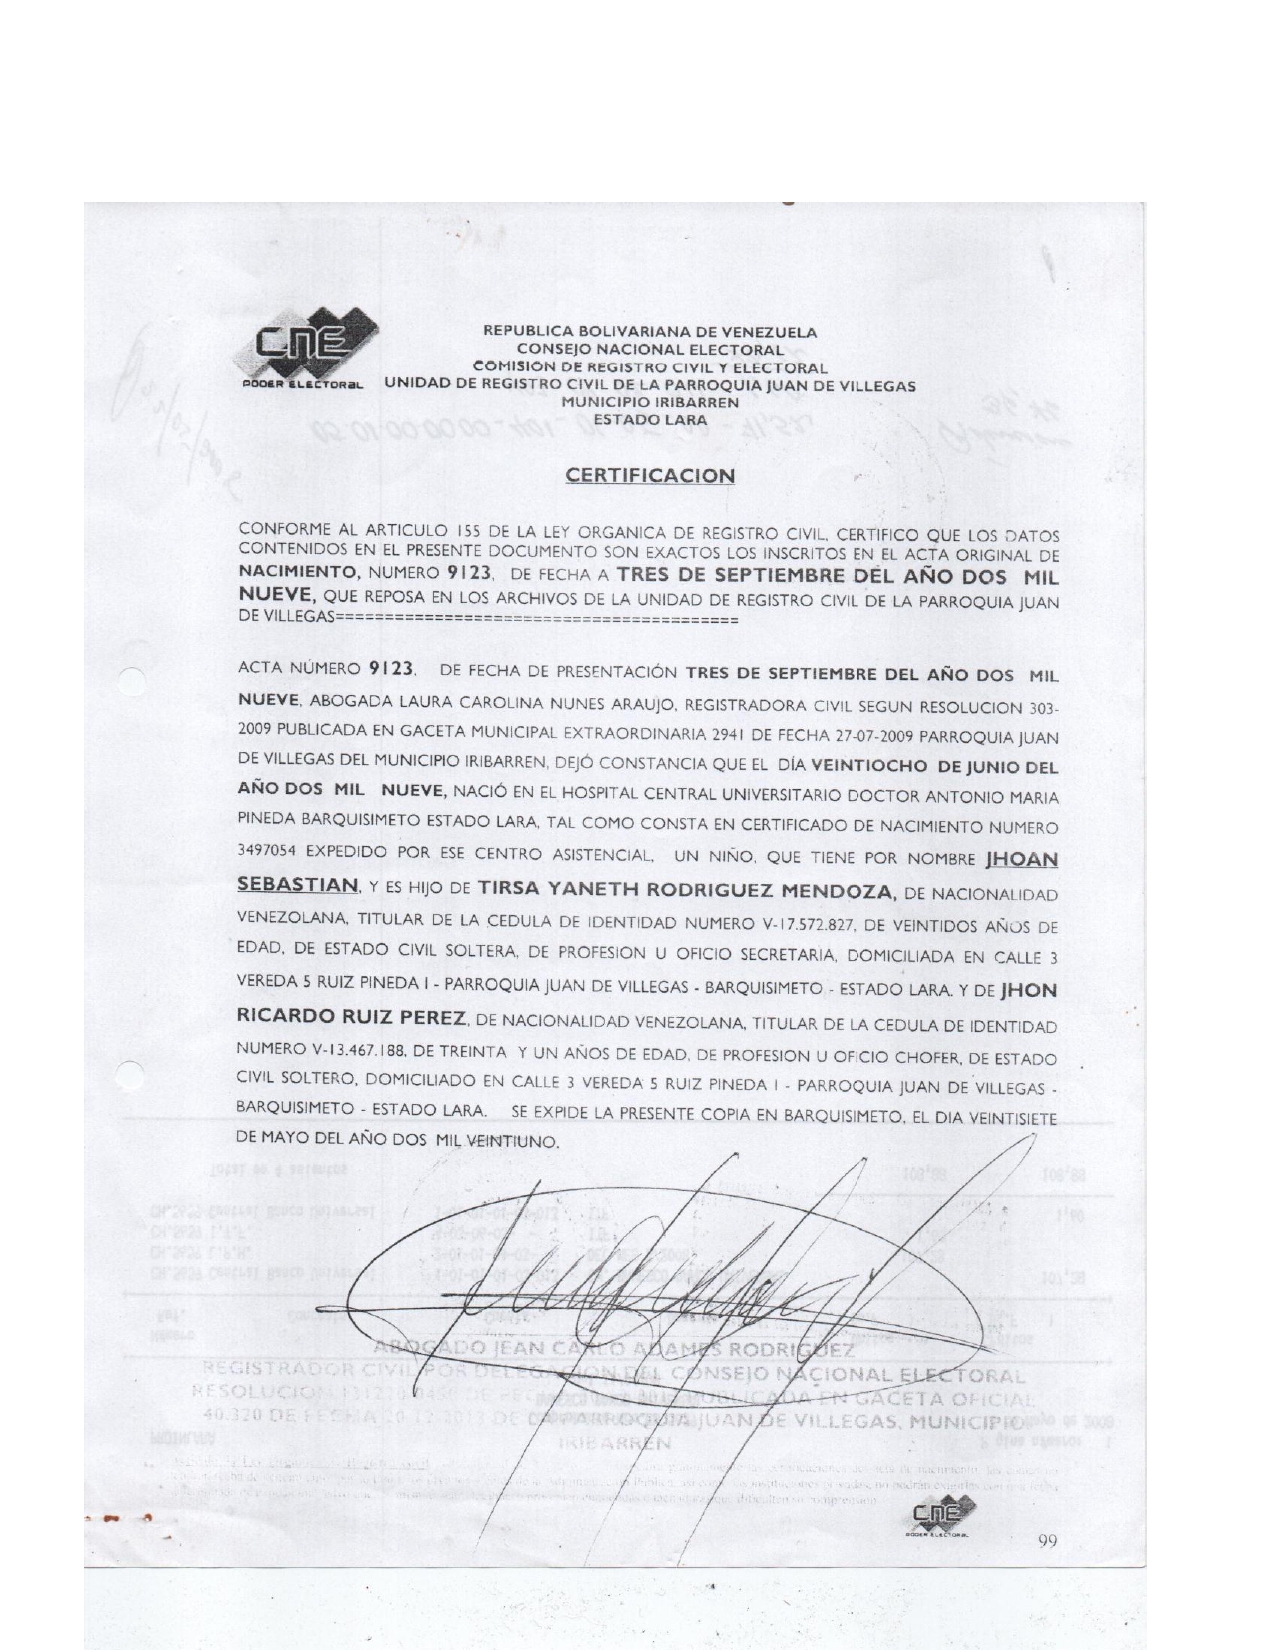 CNE
PODER ELECTORAL
REPUBLICA BOLIVARIANA DE VENEZUELA
CONSEJO NACIONAL ELECTORAL
COMISION DE REGISTRO CIVIL Y ELECTORAL
UNIDAD DE REGISTRO CIVIL DE LA PARROQUIA JUAN DE VILLEGAS
MUNICIPIO IRIBARREN
ESTADO LARA
CERTIFICACION
CONFORME AL ARTICULO 155 DE LA LEY ORGANICA DE REGISTRO CIVIL, CERTIFICO QUE LOS DATOS
CONTENIDOS EN EL PRESENTE DOCUMENTO SON EXACTOS LOS INSCRITOS EN EL ACTA ORIGINAL DE
NACIMIENTO, NUMERO 9123, DE FECHA A TRES DE SEPTIEMBRE DEL AÑO DOS MIL
NUEVE, QUE REPOSA EN LOS ARCHIVOS DE LA UNIDAD DE REGISTRO CIVIL DE LA PARROQUIA JUAN
DE VILLEGAS=========================================
ACTA NÚMERO 9123, DE FECHA DE PRESENTACIÓN TRES DE SEPTIEMBRE DEL AÑO DOS MIL
NUEVE, ABOGADA LAURA CAROLINA NUNES ARAUJO, REGISTRADORA CIVIL SEGUN RESOLUCION 303-
2009 PUBLICADA EN GACETA MUNICIPAL EXTRAORDINARIA 2941 DE FECHA 27-07-2009 PARROQUIA JUAN
DE VILLEGAS DEL MUNICIPIO IRIBARREN, DEJÓ CONSTANCIA QUE EL DÍA VEINTIOCHO DE JUNIO DEL
AÑO DOS MIL NUEVE, NACIÓ EN EL HOSPITAL CENTRAL UNIVERSITARIO DOCTOR ANTONIO MARIA
PINEDA BARQUISIMETO ESTADO LARA, TAL COMO CONSTA EN CERTIFICADO DE NACIMIENTO NUMERO
3497054 EXPEDIDO POR ESE CENTRO ASISTENCIAL, UN NIÑO, QUE TIENE POR NOMBRE JHOAN
SEBASTIAN, Y ES HIJO DE TIRSA YANETH RODRIGUEZ MENDOZA, DE NACIONALIDAD
VENEZOLANA, TITULAR DE LA CEDULA DE IDENTIDAD NUMERO V-17.572.827, DE VEINTIDOS AÑOS DE
EDAD, DE ESTADO CIVIL SOLTERA, DE PROFESION U OFICIO SECRETARIA, DOMICILIADA EN CALLE 3
VEREDA 5 RUIZ PINEDA I - PARROQUIA JUAN DE VILLEGAS - BARQUISIMETO - ESTADO LARA. Y DE JHON
RICARDO RUIZ PEREZ, DE NACIONALIDAD VENEZOLANA, TITULAR DE LA CEDULA DE IDENTIDAD
NUMERO V-13.467.188, DE TREINTA Y UN AÑOS DE EDAD, DE PROFESION U OFICIO CHOFER, DE ESTADO
CIVIL SOLTERO, DOMICILIADO EN CALLE 3 VEREDA 5 RUIZ PINEDA I - PARROQUIA JUAN DE VILLEGAS -
BARQUISIMETO - ESTADO LARA. SE EXPIDE LA PRESENTE COPIA EN BARQUISIMETO, EL DIA VEINTISIETE
DE MAYO DEL AÑO DOS MIL VEINTIUNO.
ABOGADO JEAN CARLO ADAMES RODRIGUEZ
REGISTRADOR CIVIL POR DELEGACION DEL CONSEJO NACIONAL ELECTORAL
RESOLUCION DE PUBLICADA EN GACETA OFICIAL
40.320 DE FECHA DE LA PARROQUIA JUAN DE VILLEGAS, MUNICIPIO
IRIBARREN
CNE
PODER ELECTORAL
99